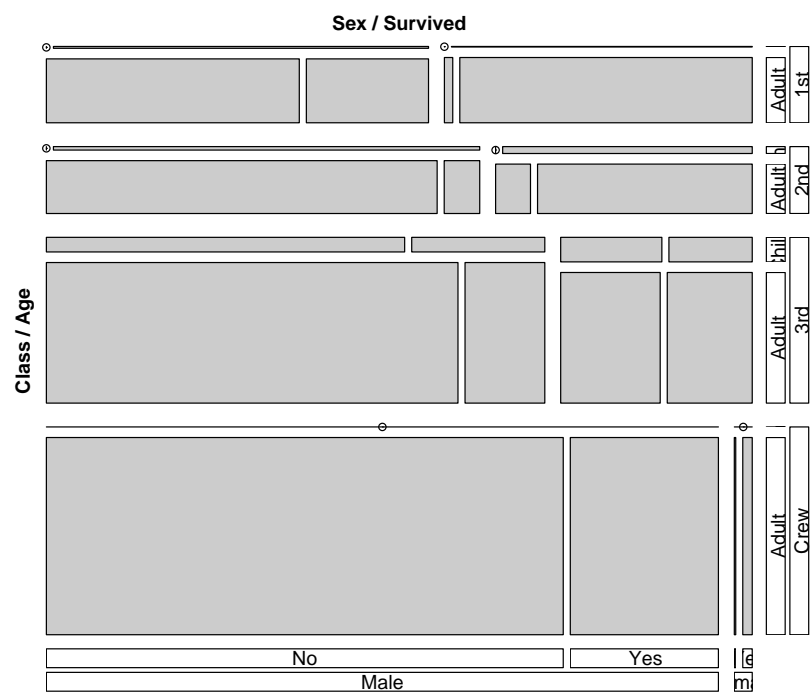 Sex / Survived
Class / Age
Adult
1st
Adult
2nd
Adult
3rd
Adult
Crew
No
Yes
Male